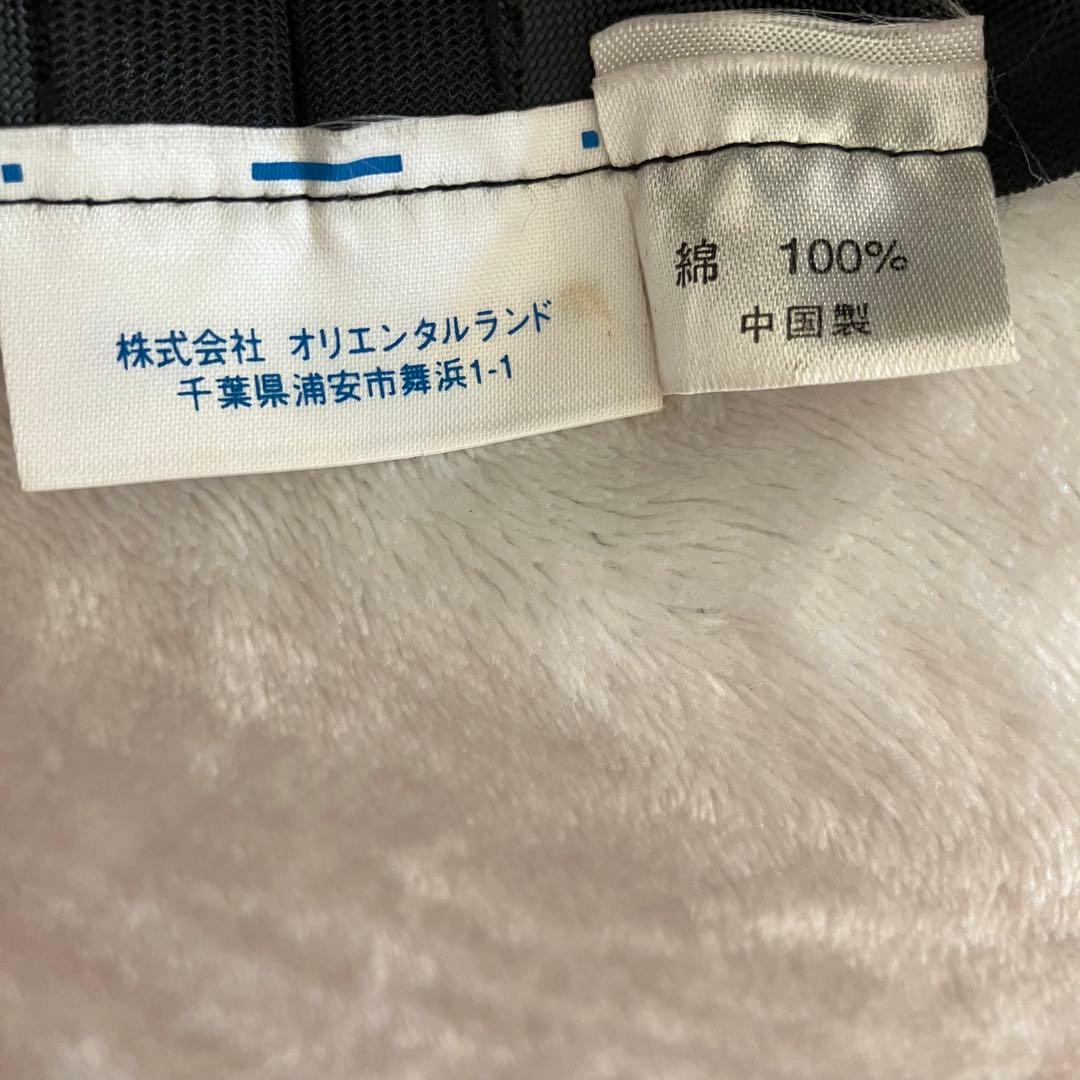 株式会社 オリエンタルランド
千葉県浦安市舞浜1-1
綿 100%
中国製